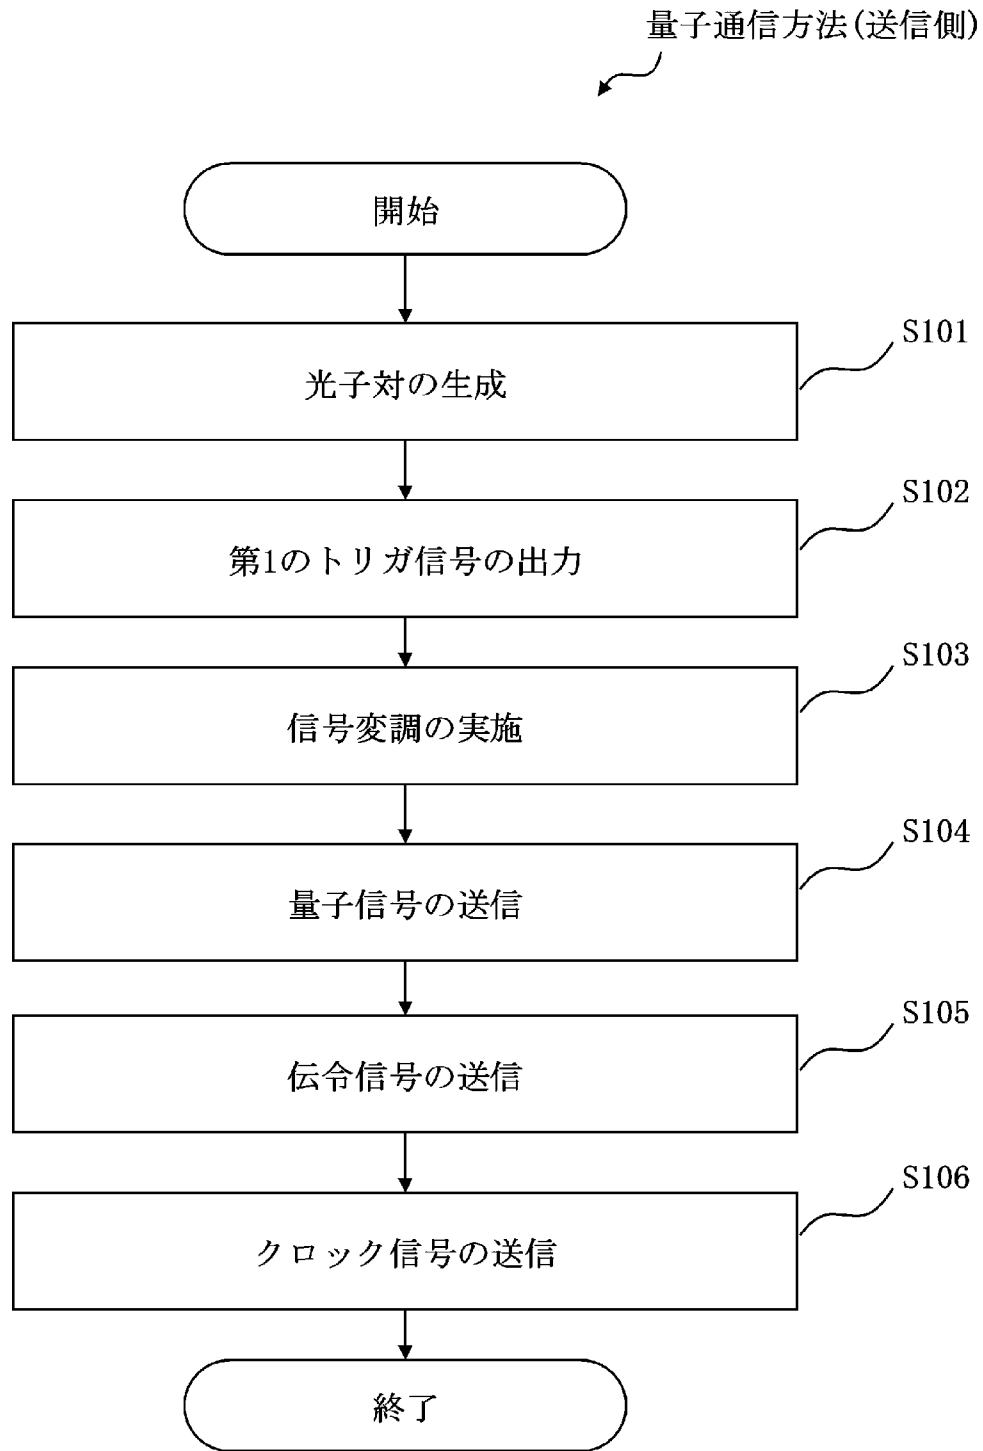 量子通信方法(送信側)
開始
S101
光子対の生成
S102
第1のトリガ信号の出力
S103
信号変調の実施
S104
量子信号の送信
S105
伝令信号の送信
S106
クロック信号の送信
終了